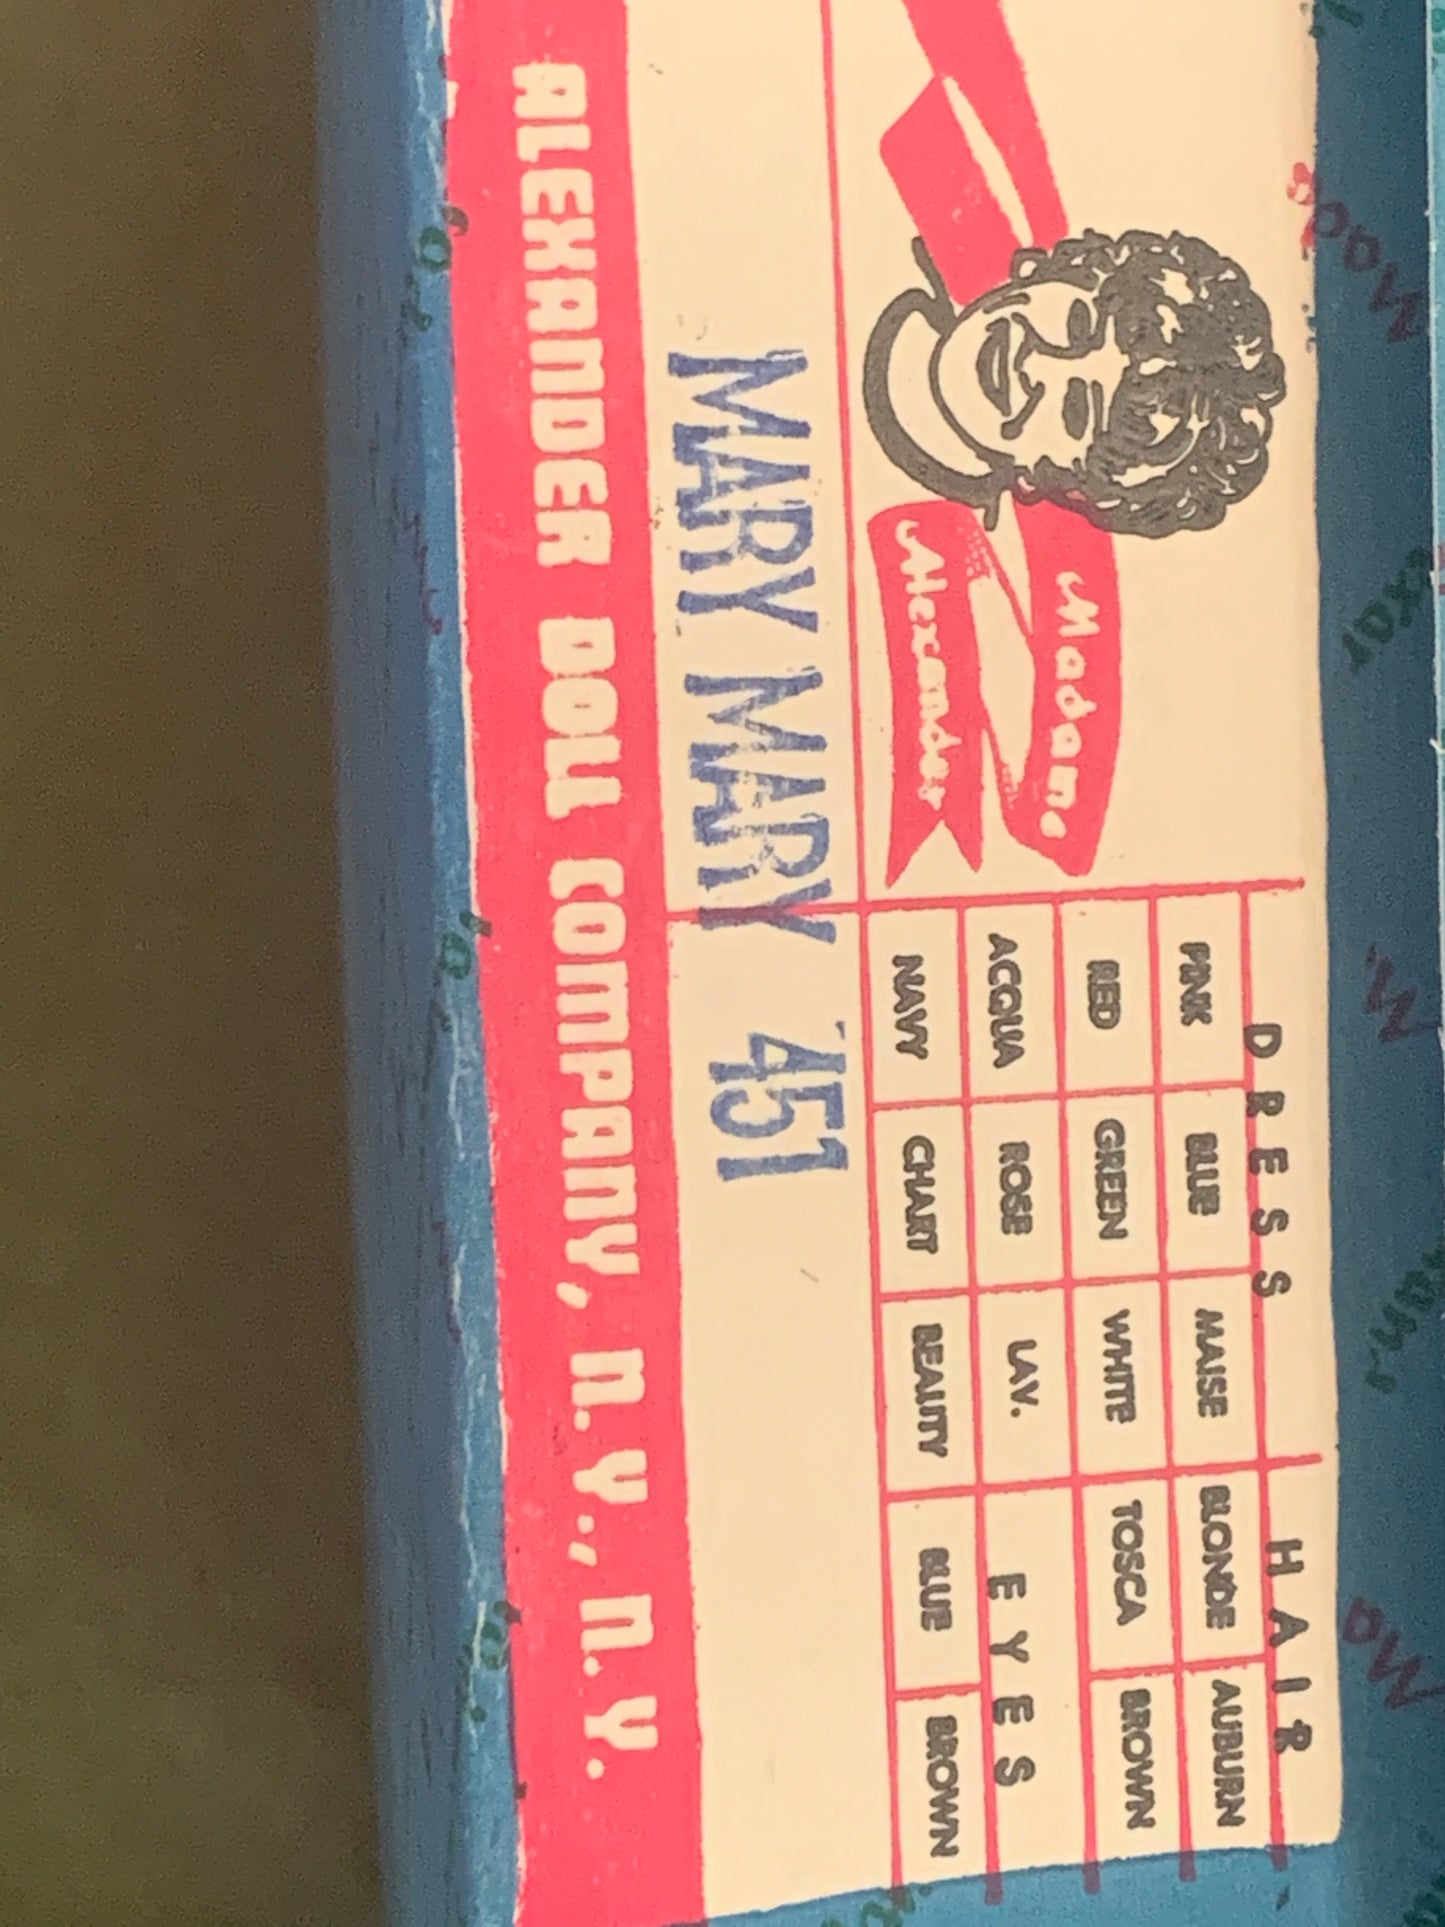 Madame
Alexander
DRESS HAIR
PINK BLUE MAISE BLONDE AUBURN
RED GREEN WHITE TOSCA BROWN
ACQUA ROSE LAV. EYES
NAVY CHART BEAUTY BLUE BROWN
MARY MARY 451
ALEXANDER DOLL COMPANY, N.Y., N.Y.